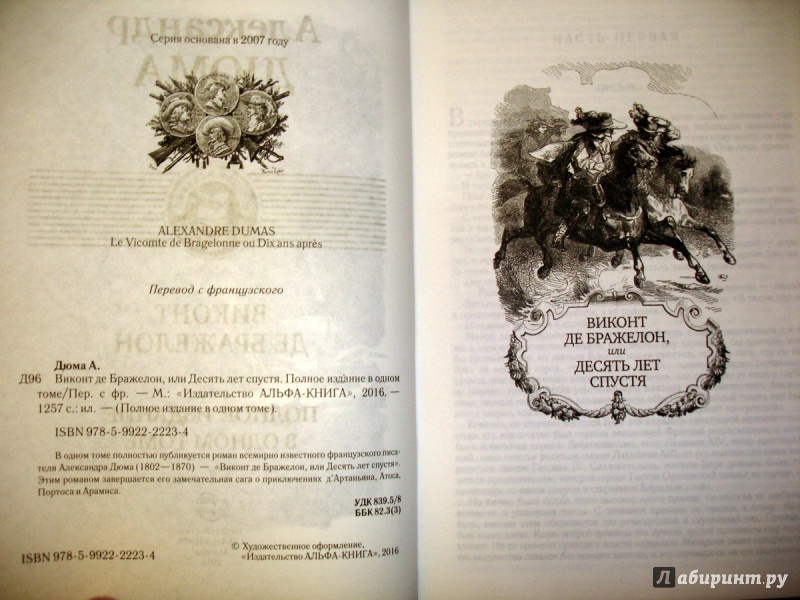 Серия основана в 2007 году
ALEXANDRE DUMAS
Le Vicomte de Bragelonne ou Dix ans après
Перевод с французского
Дюма А.
Д96 Виконт де Бражелон, или Десять лет спустя. Полное издание в одном
томе/Пер. с фр. — М.: «Издательство АЛЬФА-КНИГА», 2016. —
1257 с.: ил. — (Полное издание в одном томе).
ISBN 978-5-9922-2223-4
В одном томе полностью публикуется роман всемирно известного французского писа-
теля Александра Дюма (1802—1870) — «Виконт де Бражелон, или Десять лет спустя».
Этим романом завершается его замечательная сага о приключениях д'Артаньяна, Атоса,
Портоса и Арамиса.
УДК 839.5/8
ББК 82.3(3)
© Художественное оформление,
ISBN 978-5-9922-2223-4 «Издательство АЛЬФА-КНИГА», 2016
ВИКОНТ
ДЕ БРАЖЕЛОН,
или
ДЕСЯТЬ ЛЕТ
СПУСТЯ
Лабиринт.ру